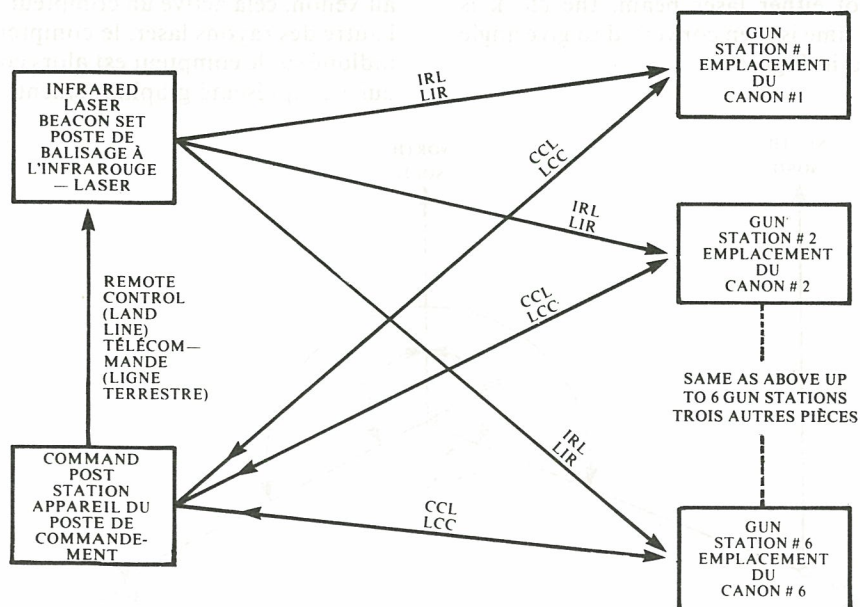 INFRARED
LASER
BEACON SET
POSTE DE
BALISAGE À
L'INFRAROUGE
— LASER
IRL
LIR
GUN
STATION # 1
EMPLACEMENT
DU
CANON #1
CCL
LCC
IRL
LIR
GUN
STATION # 2
EMPLACEMENT
DU
CANON # 2
REMOTE
CONTROL
(LAND
LINE)
TÉLÉCOM—
MANDE
(LIGNE
TERRESTRE)
CCL
LCC
SAME AS ABOVE UP
TO 6 GUN STATIONS
TROIS AUTRES PIÈCES
IRL
LIR
COMMAND
POST
STATION
APPAREIL DU
POSTE DE
COMMANDE-
MENT
CCL
LCC
GUN
STATION # 6
EMPLACEMENT
DU
CANON # 6